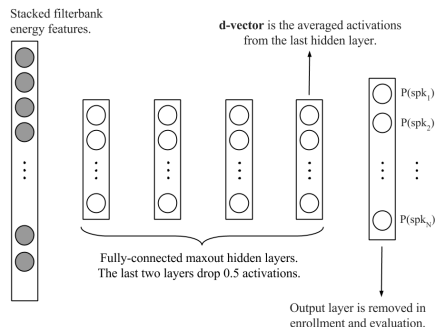 Stacked filterbank
energy features.
d-vector is the averaged activations
from the last hidden layer.
P(spk₁)
P(spk₂)
P(spk_N)
Fully-connected maxout hidden layers.
The last two layers drop 0.5 activations.
Output layer is removed in
enrollment and evaluation.